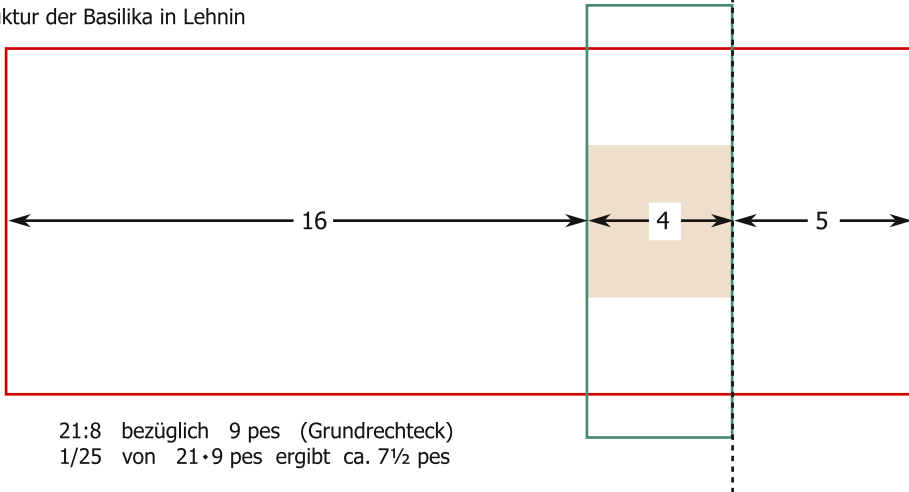 ktur der Basilika in Lehnin
16 4 5
21:8 bezüglich 9 pes (Grundrechteck)
1/25 von 21·9 pes ergibt ca. 7½ pes